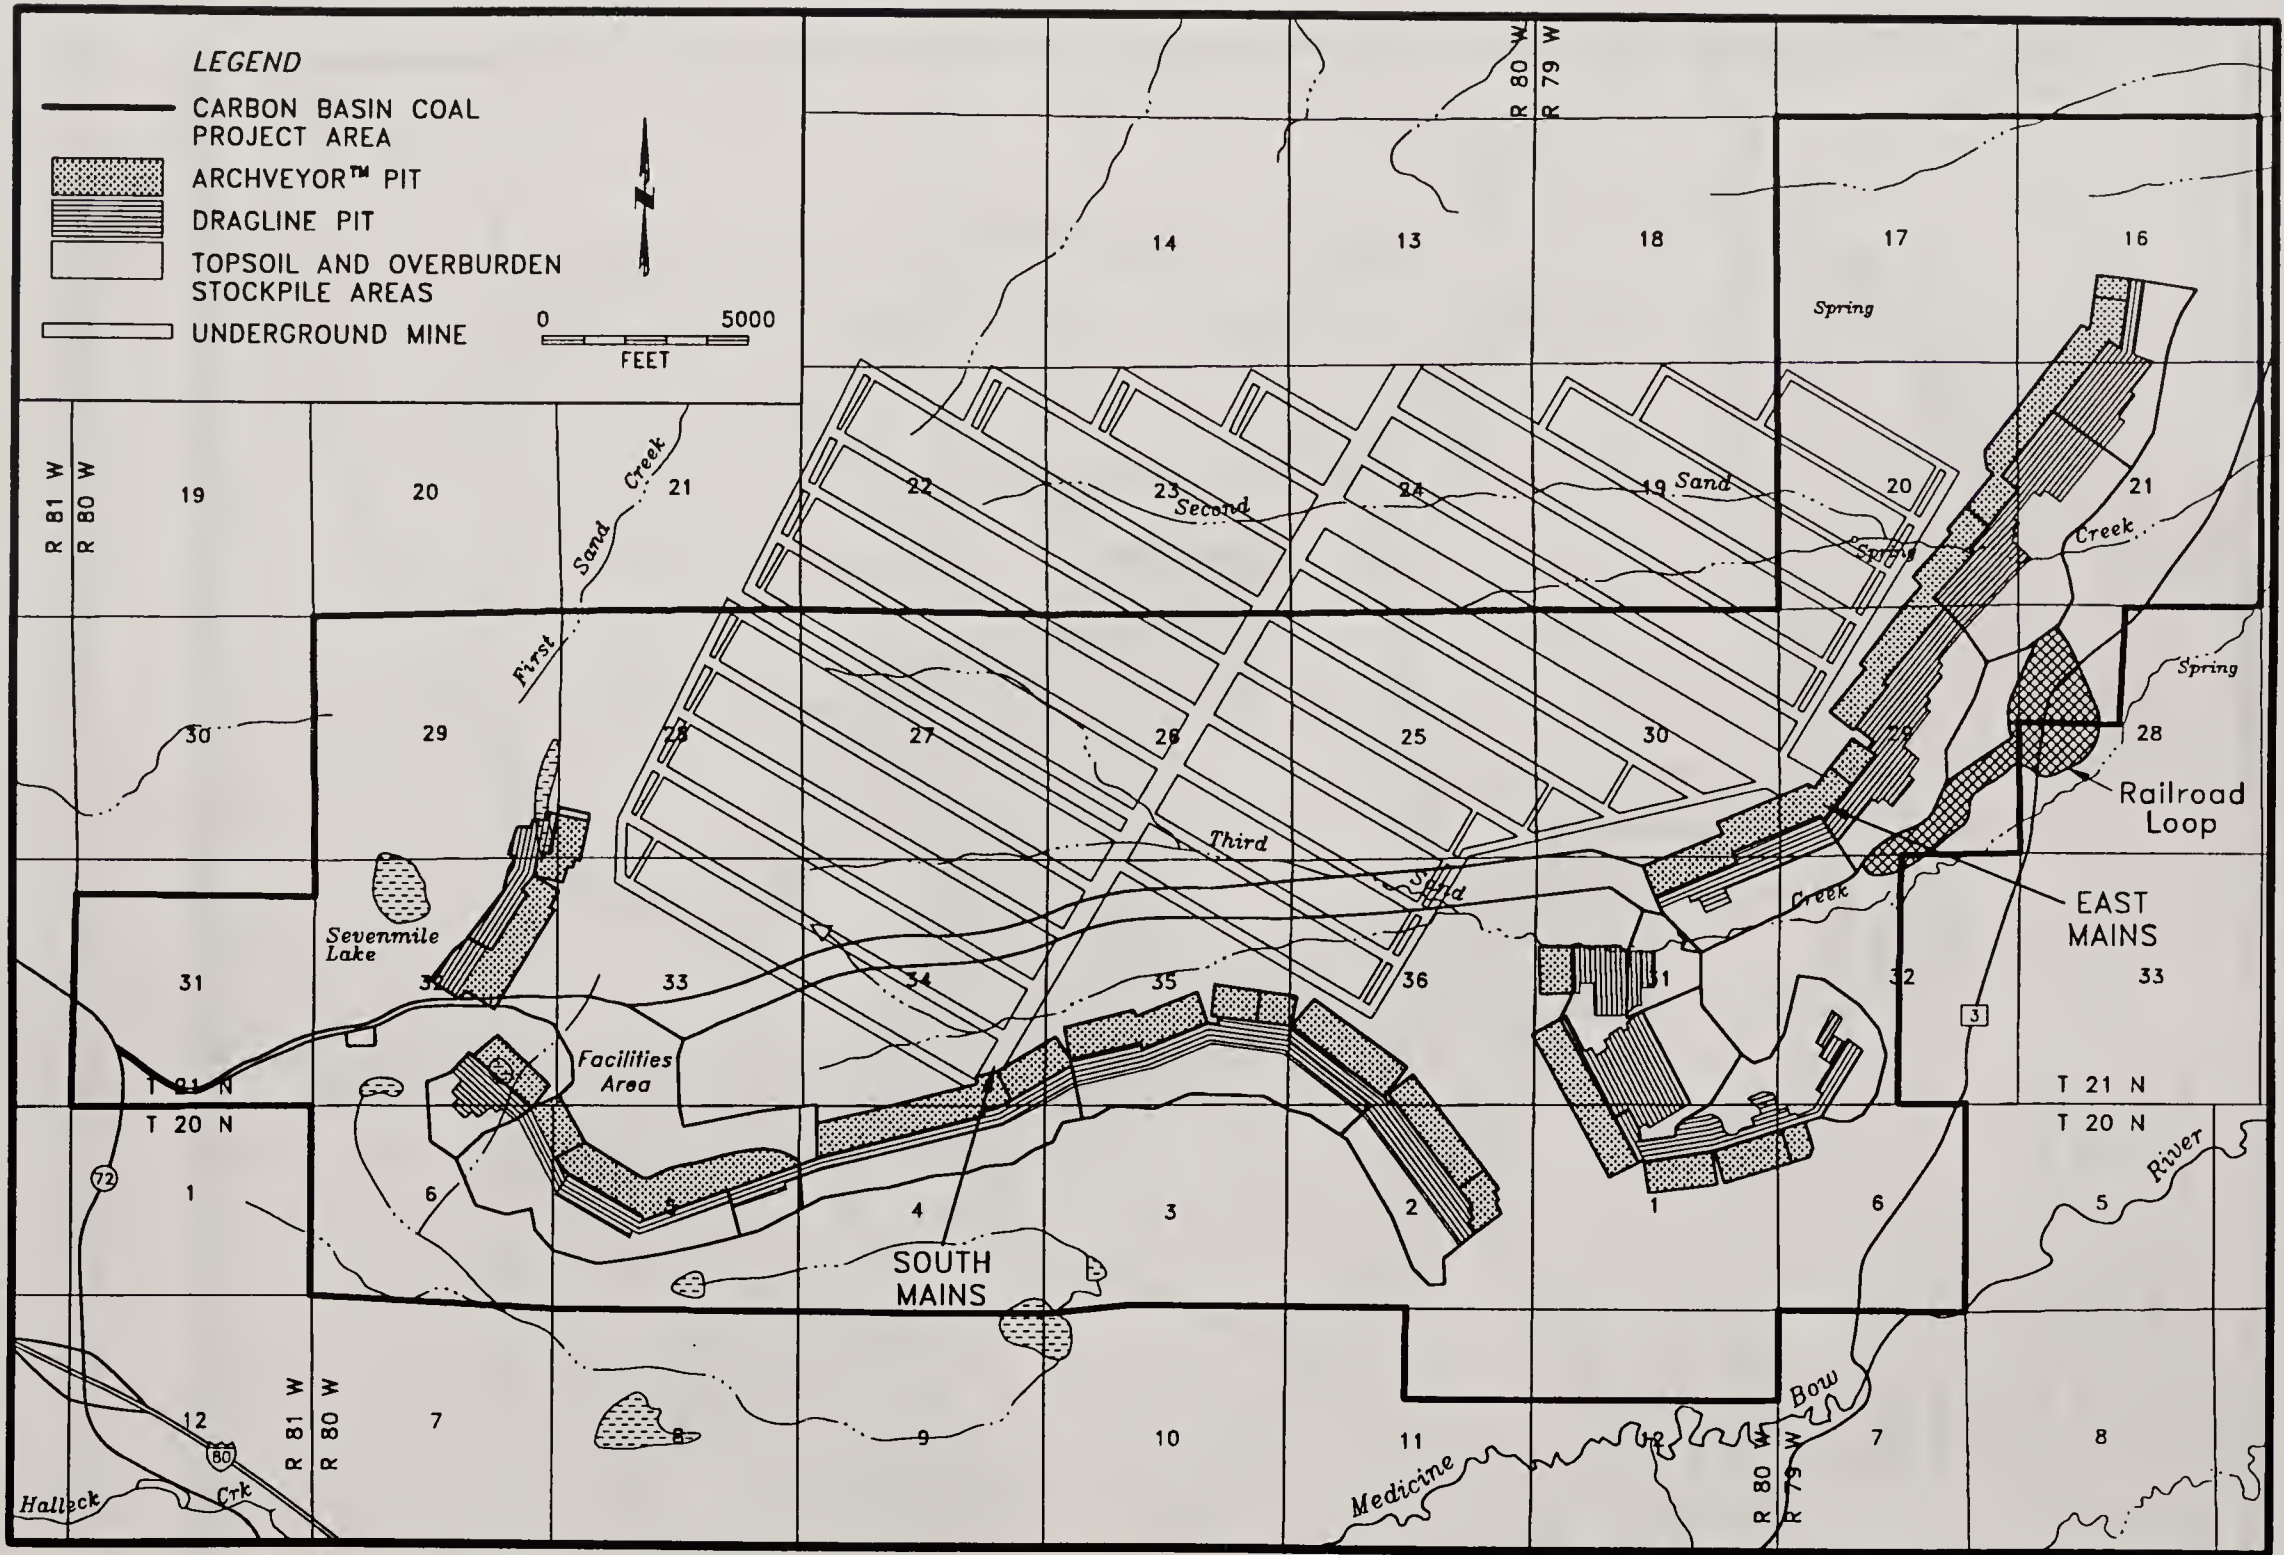 LEGEND
CARBON BASIN COAL
PROJECT AREA
ARCHVEYOR™ PIT
DRAGLINE PIT
TOPSOIL AND OVERBURDEN
STOCKPILE AREAS
UNDERGROUND MINE
N
0 5000
FEET
R 80 W
R 79 W
14 13 18 17 16
Spring
R 81 W
R 80 W
19 20 21 22 23 24 19 20 21
First Sand Creek
Second Sand Creek
Spring
Spring
30 29 28 27 26 25 30 29 28
Railroad
Loop
Third Sand Creek
EAST
MAINS
Sevenmile
Lake
31 32 33 34 35 36 31 32 33
3
Facilities
Area
T 21 N
T 20 N
T 21 N
T 20 N
72
1 6 5 4 3 2 1 6 5
SOUTH
MAINS
Medicine Bow River
R 81 W
R 80 W
12 7 8 9 10 11 12 7 8
80
R 80 W
R 79 W
Halleck Crk